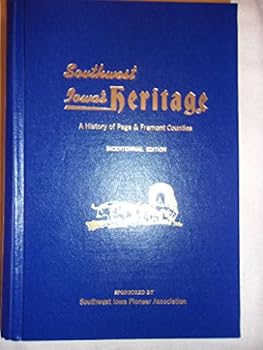 Southwest
Iowa's Heritage
A History of Page & Fremont Counties
BICENTENNIAL EDITION
SPONSORED BY
Southwest Iowa Pioneer Association